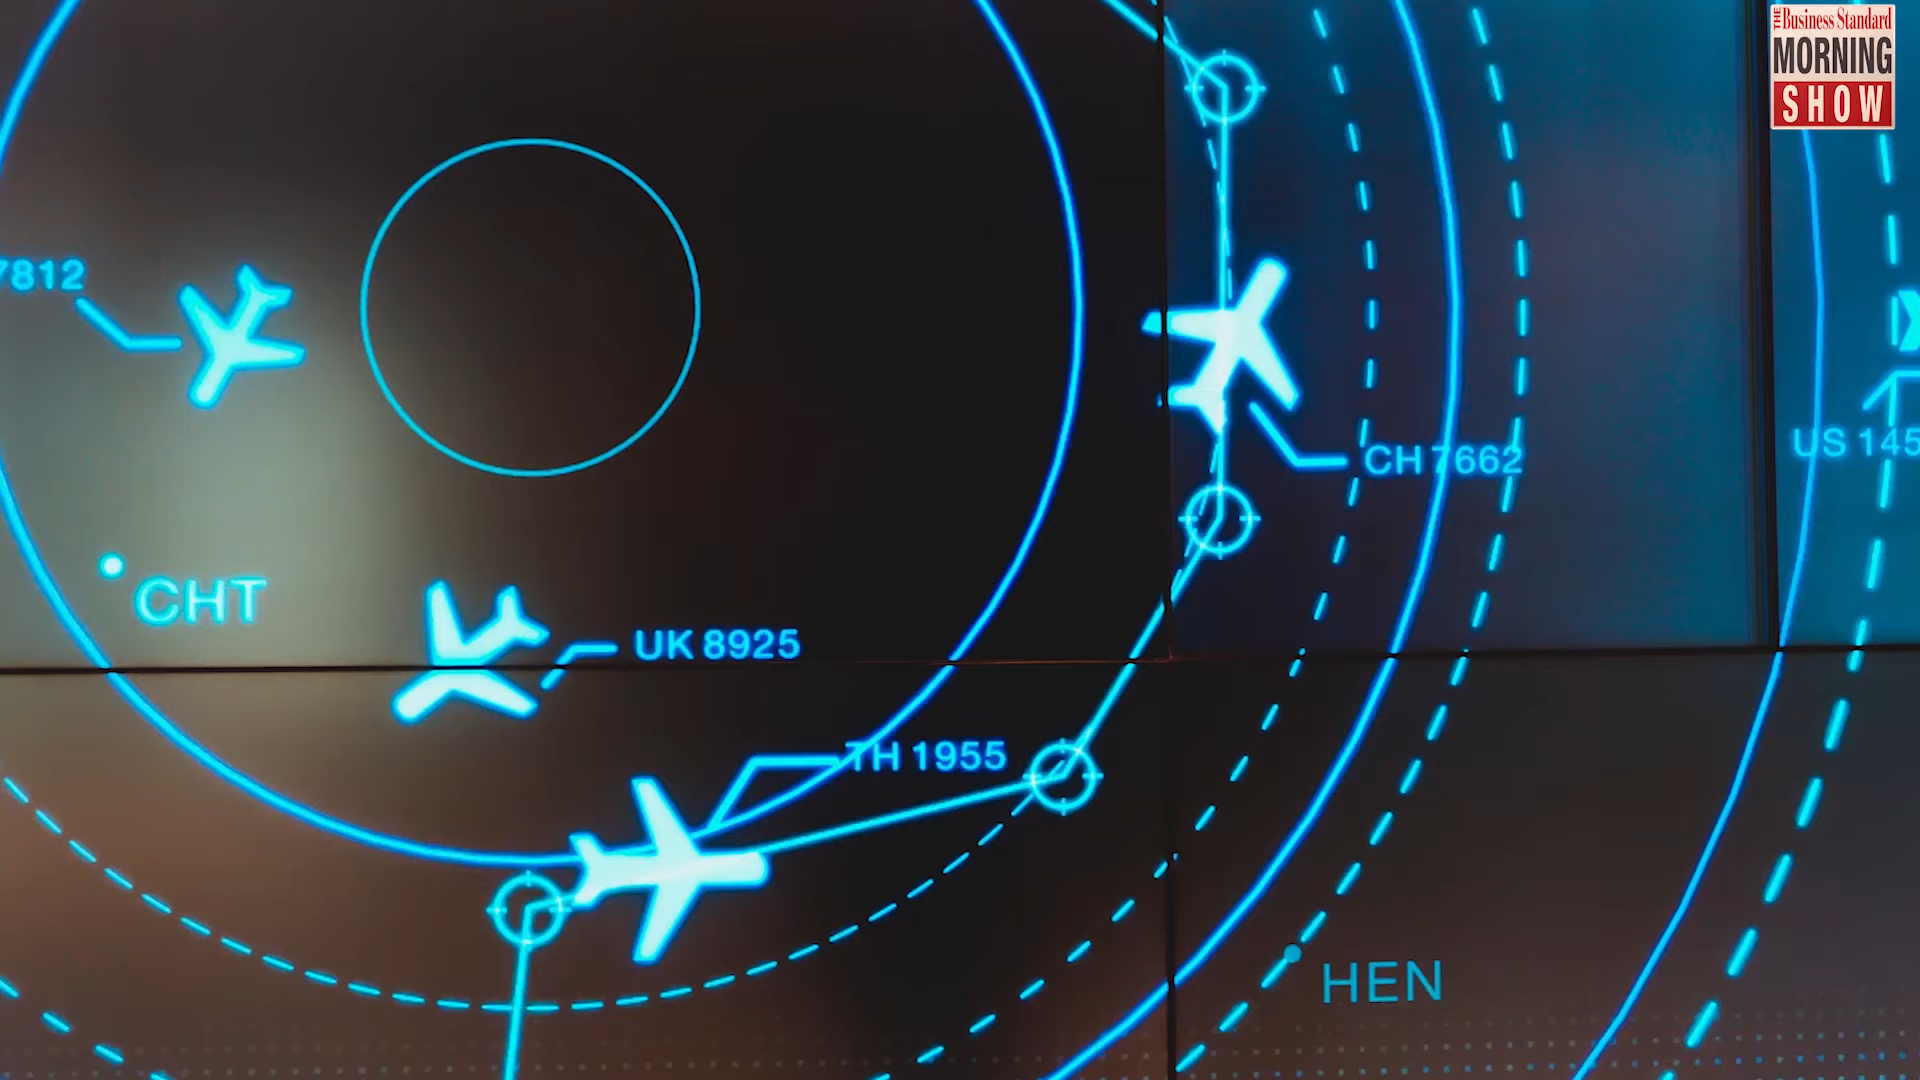 THE Business Standard
MORNING
SHOW
7812
CH 7662
US 145
CHT
UK 8925
TH 1955
HEN